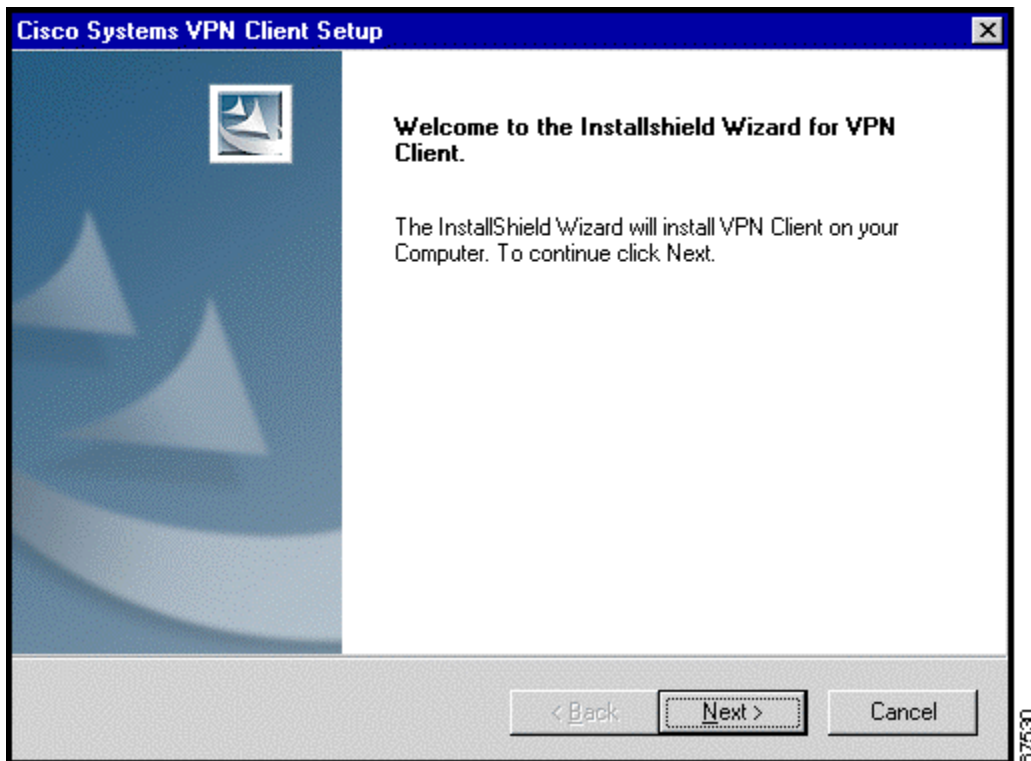 Cisco Systems VPN Client Setup
Welcome to the Installshield Wizard for VPN
Client.
The InstallShield Wizard will install VPN Client on your
Computer. To continue click Next.
< Back
Next >
Cancel
87530